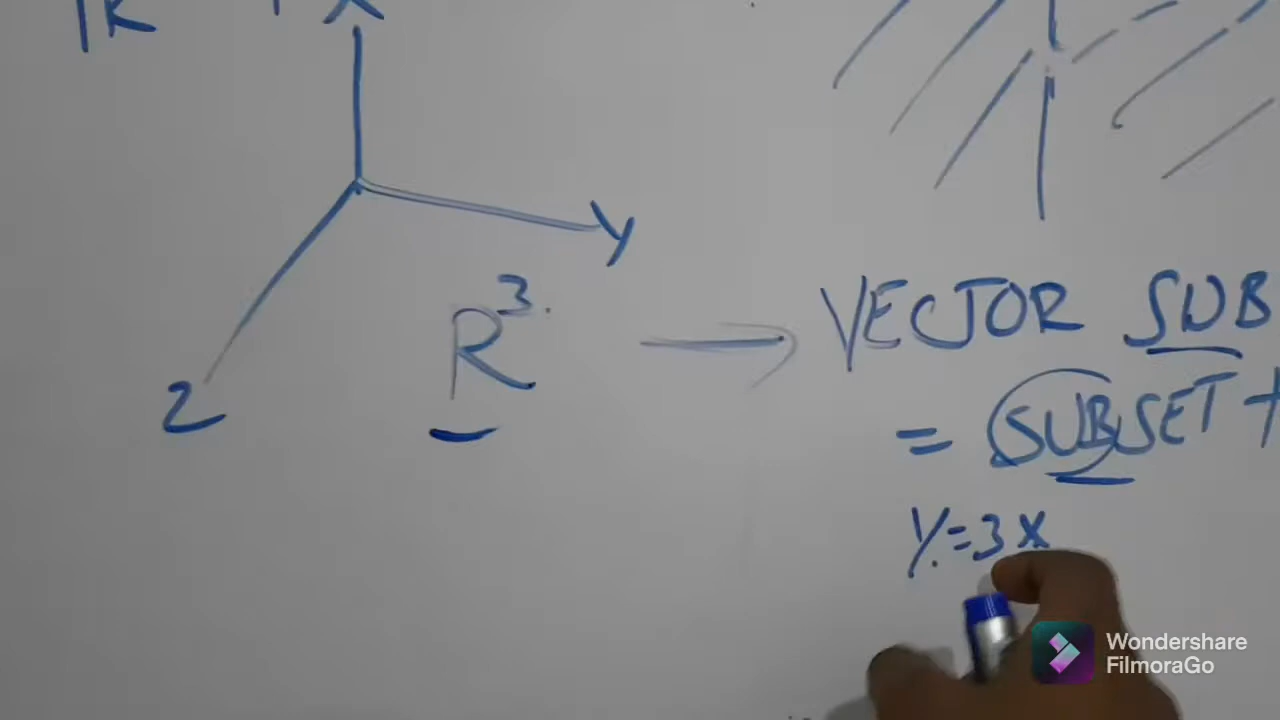 X
Y
Z
R³
VECTOR SUB
= SUBSET +
Y=3X
Wondershare
FilmoraGo